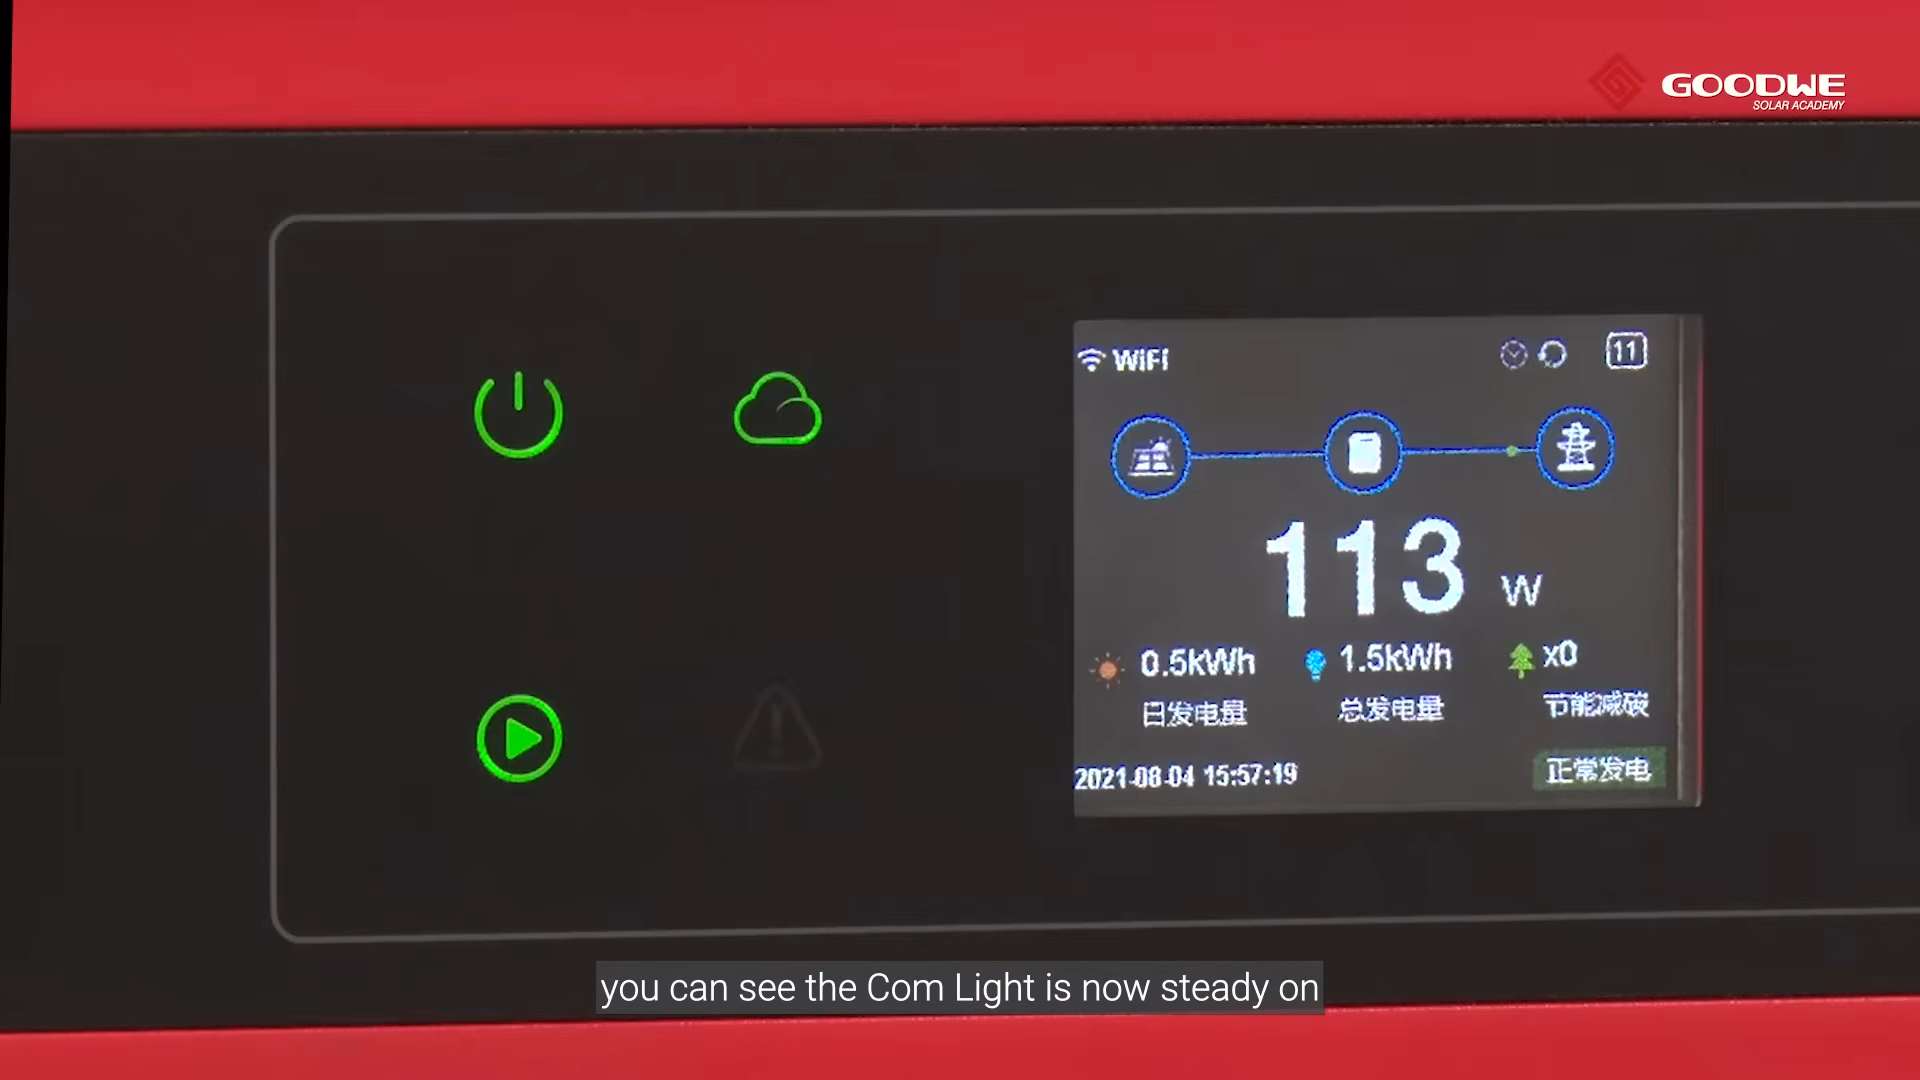 GOODWE
SOLAR ACADEMY
WiFi
11
113 W
0.5kWh 1.5kWh x0
日发电量 总发电量 节能减碳
2021-08-04 15:57:19 正常发电
you can see the Com Light is now steady on